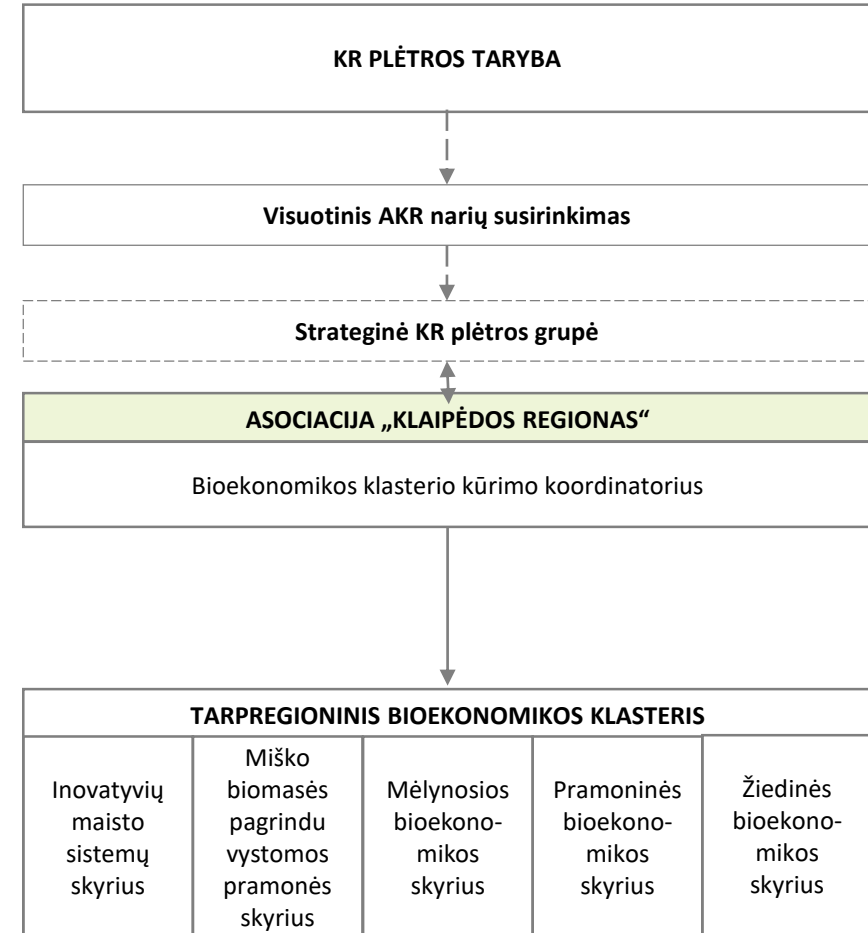 KR PLĖTROS TARYBA
Visuotinis AKR narių susirinkimas
Strateginė KR plėtros grupė
ASOCIACIJA „KLAIPĖDOS REGIONAS“
Bioekonomikos klasterio kūrimo koordinatorius
TARPREGIONINIS BIOEKONOMIKOS KLASTERIS
Inovatyvių
maisto
sistemų
skyrius
Miško
biomasės
pagrindu
vystomos
pramonės
skyrius
Mėlynosios
bioekono-
mikos
skyrius
Pramoninės
bioekono-
mikos
skyrius
Žiedinės
bioekono-
mikos
skyrius